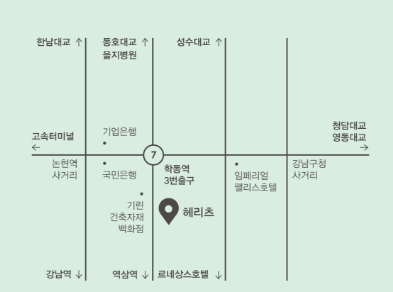 한남대교 ↑
동호대교 ↑
을지병원
성수대교 ↑
청담대교
영동대교
→
고속터미널
←
기업은행
7
논현역
사거리
국민은행
학동역
3번출구
임페리얼
팰리스호텔
강남구청
사거리
기린
건축자재
백화점
헤리츠
강남역 ↓
역삼역 ↓
르네상스호텔 ↓